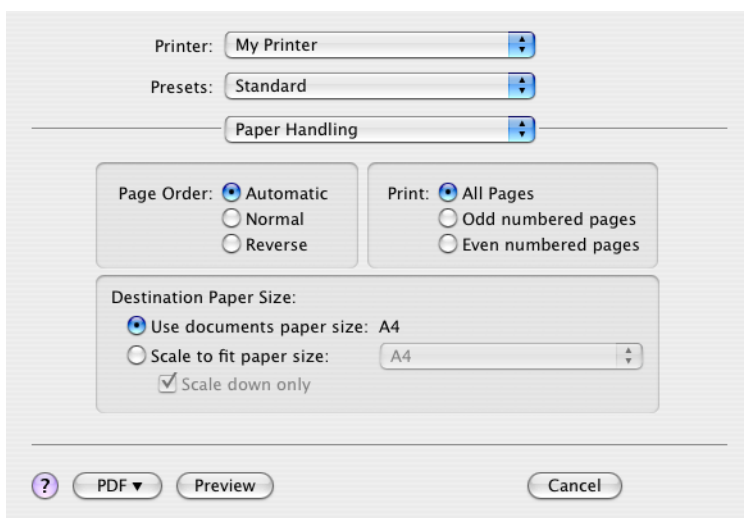 Printer: My Printer
Presets: Standard
Paper Handling
Page Order: Automatic
Normal
Reverse
Print: All Pages
Odd numbered pages
Even numbered pages
Destination Paper Size:
Use documents paper size: A4
Scale to fit paper size: A4
Scale down only
? PDF▼ Preview Cancel